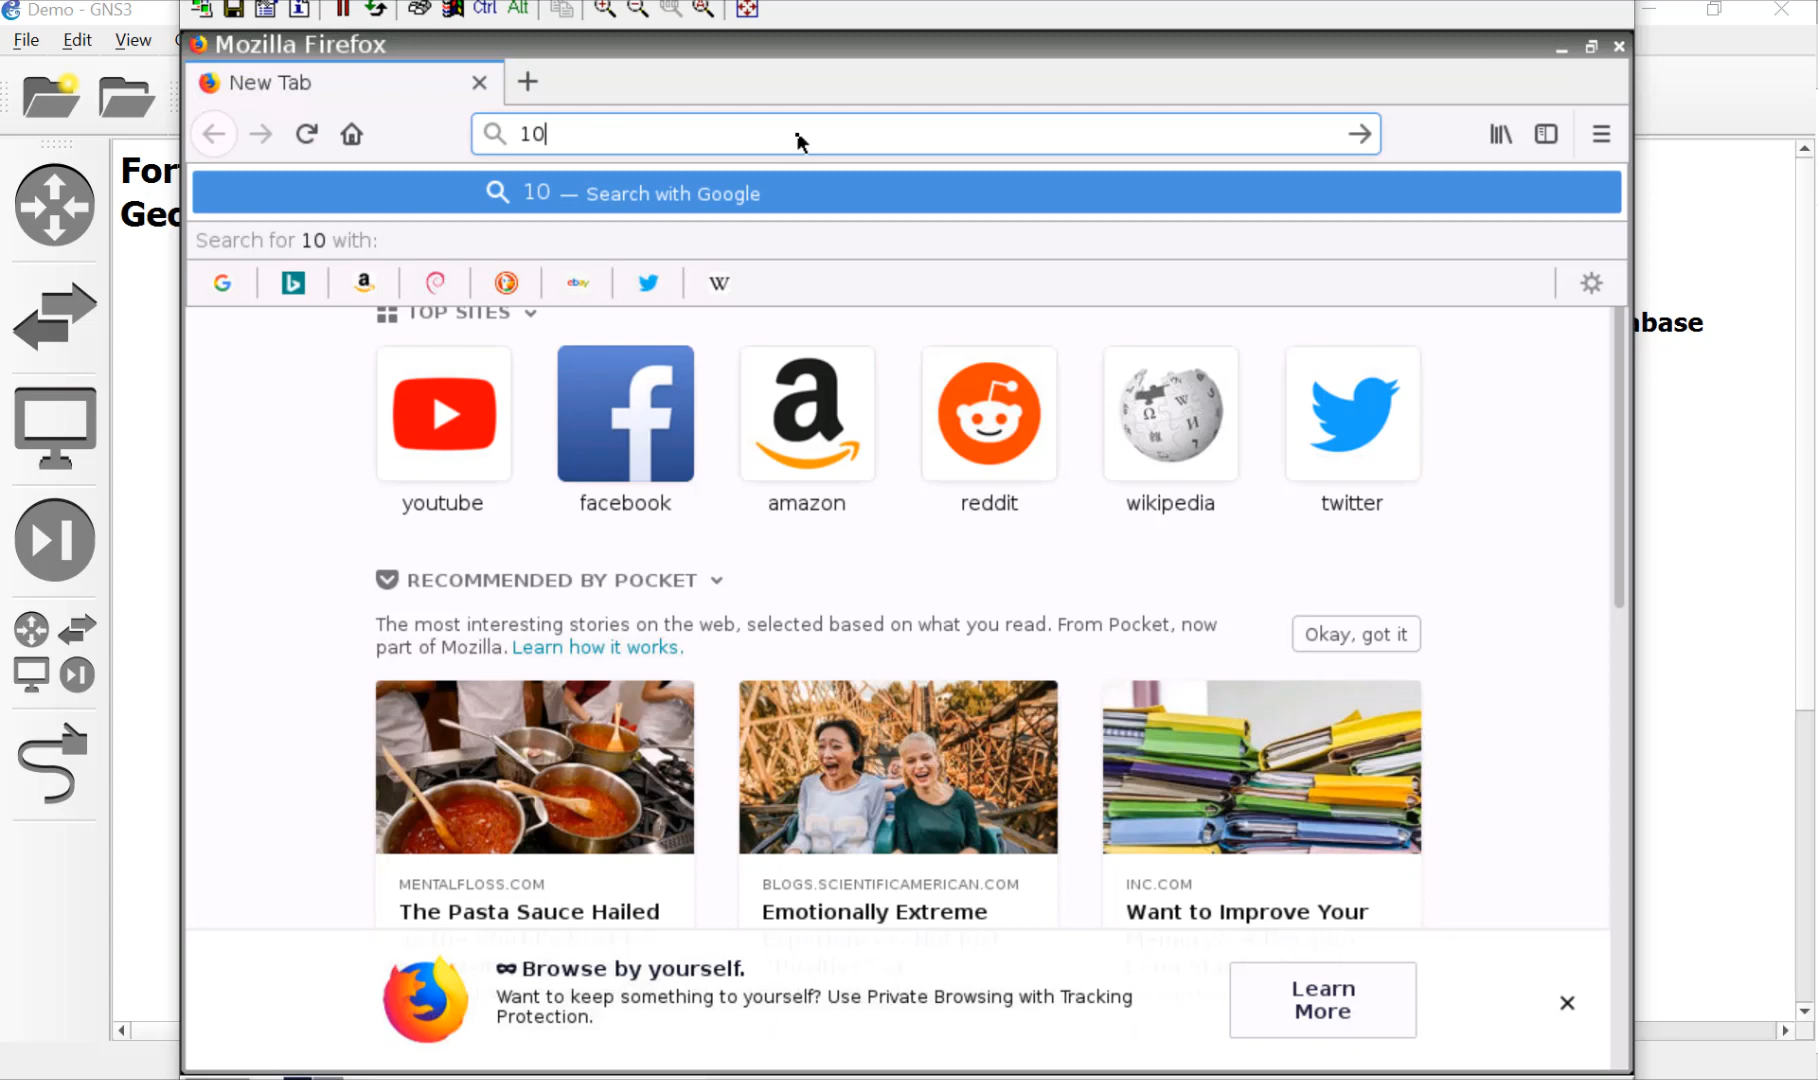 Demo - GNS3
Ctrl Alt
File Edit View
Mozilla Firefox
New Tab
10
For
Geo
10 — Search with Google
Search for 10 with:
G b a ebay W
base
TOP SITES
youtube facebook amazon reddit wikipedia twitter
RECOMMENDED BY POCKET
The most interesting stories on the web, selected based on what you read. From Pocket, now
part of Mozilla. Learn how it works.
Okay, got it
MENTALFLOSS.COM
The Pasta Sauce Hailed
BLOGS.SCIENTIFICAMERICAN.COM
Emotionally Extreme
INC.COM
Want to Improve Your
Browse by yourself.
Want to keep something to yourself? Use Private Browsing with Tracking
Protection.
Learn
More